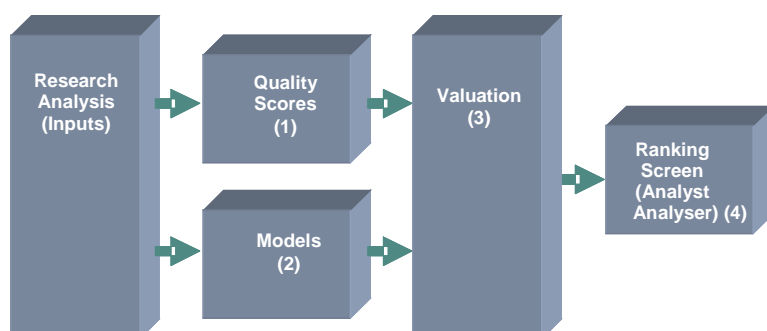 Research
Analysis
(Inputs)
Quality
Scores
(1)
Models
(2)
Valuation
(3)
Ranking
Screen
(Analyst
Analyser) (4)